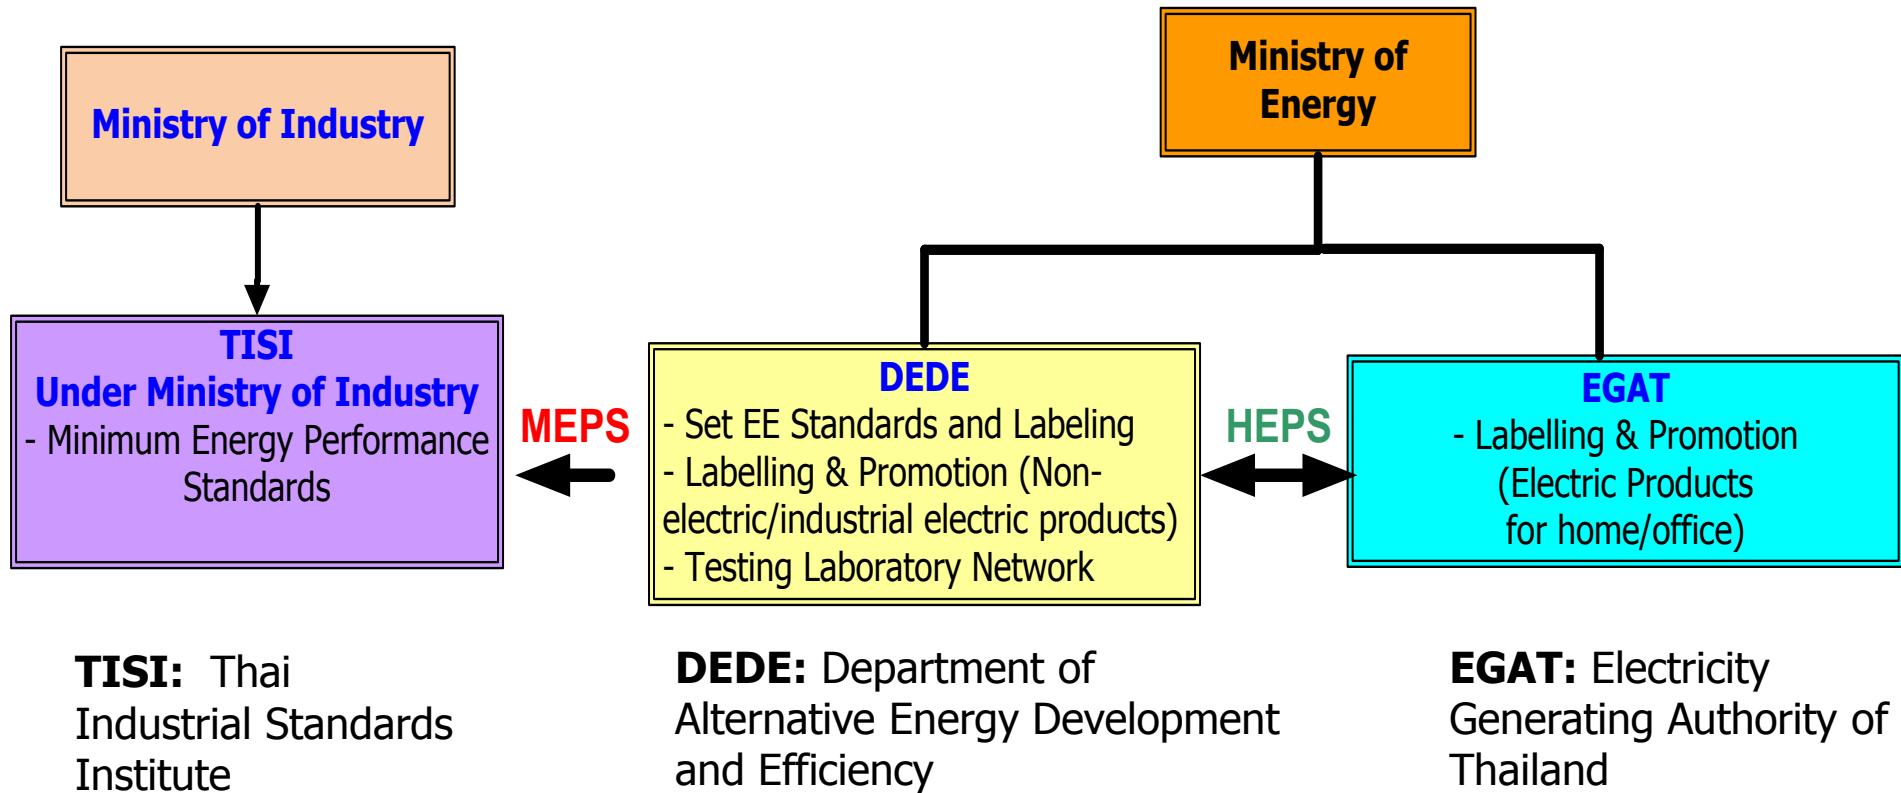 Ministry of Industry
Ministry of
Energy
TISI
Under Ministry of Industry
- Minimum Energy Performance
Standards
MEPS
DEDE
- Set EE Standards and Labeling
- Labelling & Promotion (Non-
electric/industrial electric products)
- Testing Laboratory Network
HEPS
EGAT
- Labelling & Promotion
(Electric Products
for home/office)
TISI: Thai
Industrial Standards
Institute
DEDE: Department of
Alternative Energy Development
and Efficiency
EGAT: Electricity
Generating Authority of
Thailand